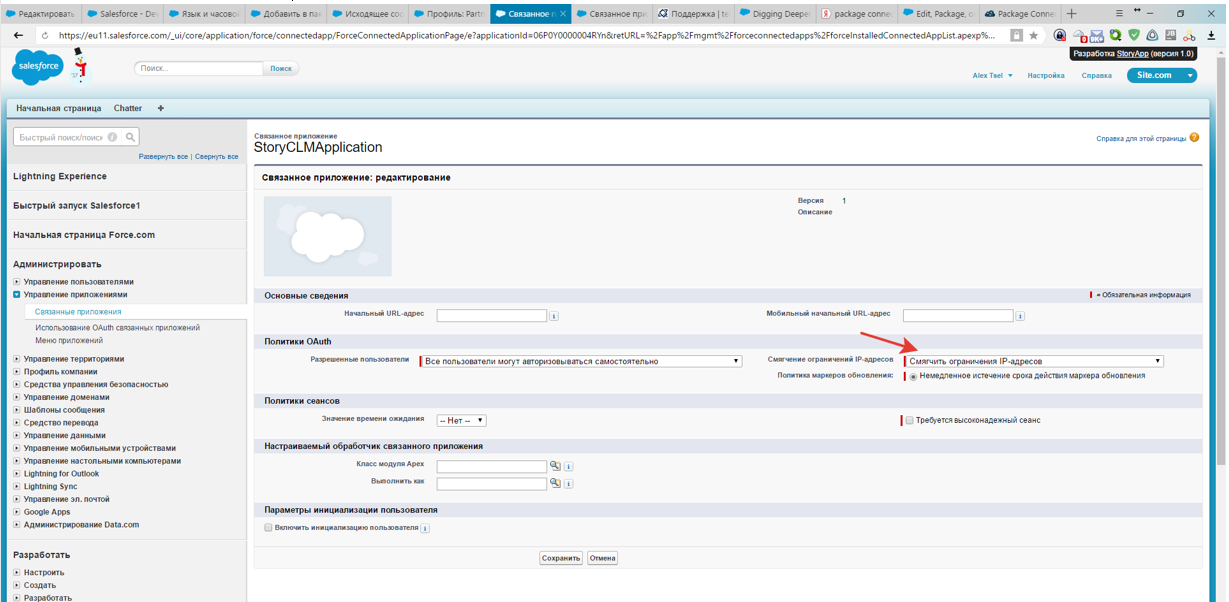 Редактировать
Salesforce - Dev
Язык и часовой
Добавить в па
Исходящее соо
Профиль: Partn
Связанное п
Связанное при
Поддержка | te
Digging Deeper
package connec
Edit, Package, o
Package Connec
https://eu11.salesforce.com/_ui/core/application/force/connectedapp/ForceConnectedApplicationPage/e?applicationId=06P0Y0000004RYn&retURL=%2Fapp%2Fmgmt%2Fforceconnectedapps%2FforceInstalledConnectedAppList.apexp%...
Разработка StoryApp (версия 1.0)
salesforce
Поиск...
Поиск
Alex Tsel
Настройка
Справка
Site.com
Начальная страница
Chatter
+
Быстрый поиск/поиск
Развернуть все | Свернуть все
Lightning Experience
Быстрый запуск Salesforce1
Начальная страница Force.com
Администрировать
Управление пользователями
Управление приложениями
Связанные приложения
Использование OAuth связанных приложений
Меню приложений
Управление территориями
Профиль компании
Средства управления безопасностью
Управление доменами
Шаблоны сообщения
Средство перевода
Управление данными
Управление мобильными устройствами
Управление настольными компьютерами
Lightning for Outlook
Lightning Sync
Управление эл. почтой
Google Apps
Администрирование Data.com
Разработать
Настроить
Создать
Разработать
Связанное приложение
StoryCLMApplication
Справка для этой страницы
Связанное приложение: редактирование
Версия 1
Описание
Основные сведения
= Обязательная информация
Начальный URL-адрес
Мобильный начальный URL-адрес
Политики OAuth
Разрешенные пользователи
Все пользователи могут авторизовываться самостоятельно
Смягчение ограничений IP-адресов
Смягчить ограничения IP-адресов
Политика маркеров обновления:
Немедленное истечение срока действия маркера обновления
Политики сеансов
Значение времени ожидания
-- Нет --
Требуется высоконадежный сеанс
Настраиваемый обработчик связанного приложения
Класс модуля Apex
Выполнить как
Параметры инициализации пользователя
Включить инициализацию пользователя
Сохранить
Отмена